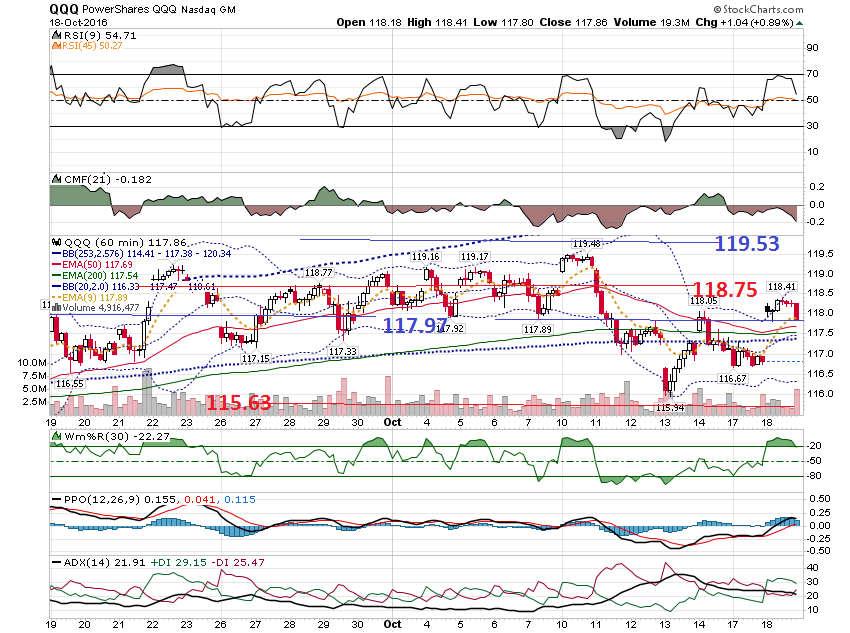 QQQ PowerShares QQQ Nasdaq GM
© StockCharts.com
18-Oct-2016
Open 118.18 High 118.41 Low 117.80 Close 117.86 Volume 19.3M Chg +1.04 (+0.89%)
RSI(9) 54.71
RSI(45) 50.27
90
70
50
30
10
CMF(21) -0.182
0.2
0.0
-0.2
QQQ (60 min) 117.86
BB(253,2.576) 114.41 - 117.38 - 120.34
EMA(50) 117.69
EMA(200) 117.54
BB(20,2.0) 116.33 - 117.47 - 118.61
EMA(9) 117.89
Volume 4,916,477
119.53
118.75
117.97
115.63
118.77
119.16
119.17
119.48
118.05
118.41
117.15
117.33
117.89
116.55
116.67
115.94
119.5
119.0
118.5
118.0
117.5
117.0
116.5
116.0
10.0M
7.5M
5.0M
2.5M
19 20 21 22 23 26 27 28 29 30 Oct 4 5 6 7 10 11 12 13 14 17 18
Wm%R(30) -22.27
-20
-50
-80
PPO(12,26,9) 0.155, 0.041, 0.115
0.50
0.25
0.00
-0.25
-0.50
ADX(14) 21.91 +DI 29.15 -DI 25.47
40
30
20
10
19 20 21 22 23 26 27 28 29 30 Oct 4 5 6 7 10 11 12 13 14 17 18